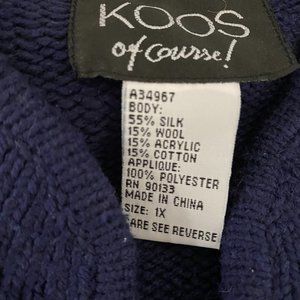 KOOS
of course!
A34967
BODY:
55% SILK
15% WOOL
15% ACRYLIC
15% COTTON
APPLIQUE:
100% POLYESTER
RN 90133
MADE IN CHINA
SIZE: 1X
CARE SEE REVERSE